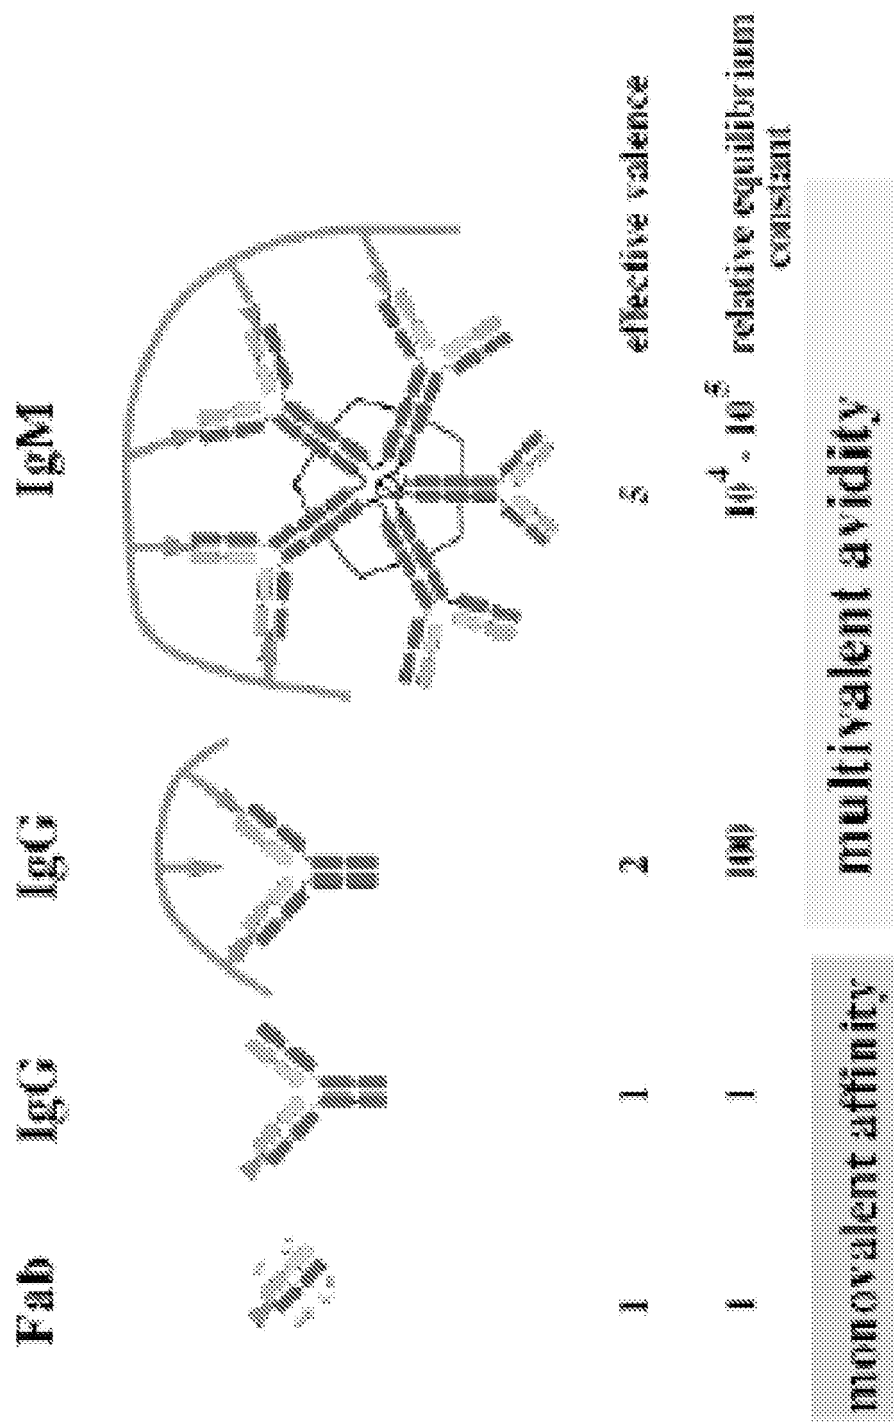 Fab IgG IgG IgM
1 1 2 5 effective valence
1 1 100 10⁴ - 10⁵ relative equilibrium
constant
monovalent affinity multivalent avidity